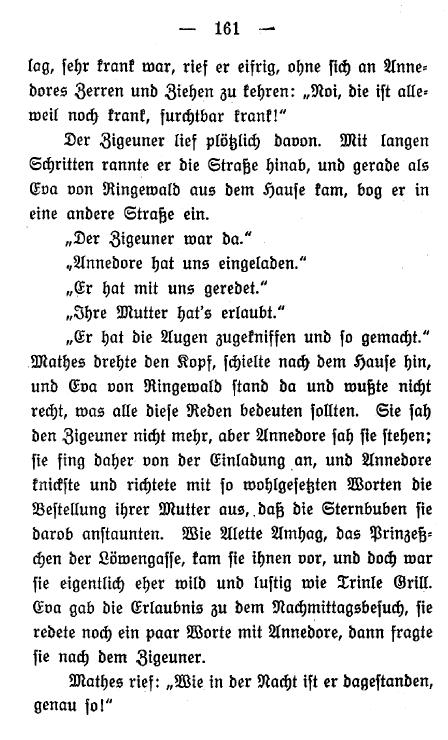 — 161 —
lag, sehr krank war, rief er eifrig, ohne sich an Anne-
dores Zerren und Ziehen zu kehren: „Noi, die ist alle-
weil noch krank, furchtbar krank!“
Der Zigeuner lief plötzlich davon. Mit langen
Schritten rannte er die Straße hinab, und gerade als
Eva von Ringewald aus dem Hause kam, bog er in
eine andere Straße ein.
„Der Zigeuner war da.“
„Annedore hat uns eingeladen.“
„Er hat mit uns geredet.“
„Ihre Mutter hat's erlaubt.“
„Er hat die Augen zugekniffen und so gemacht.“
Mathes drehte den Kopf, schielte nach dem Hause hin,
und Eva von Ringewald stand da und wußte nicht
recht, was alle diese Reden bedeuten sollten. Sie sah
den Zigeuner nicht mehr, aber Annedore sah sie stehen;
sie fing daher von der Einladung an, und Annedore
knickste und richtete mit so wohlgesetzten Worten die
Bestellung ihrer Mutter aus, daß die Sternbuben sie
darob anstaunten. Wie Alette Amhag, das Prinzeß-
chen der Löwengasse, kam sie ihnen vor, und doch war
sie eigentlich eher wild und lustig wie Trinle Grill.
Eva gab die Erlaubnis zu dem Nachmittagsbesuch, sie
redete noch ein paar Worte mit Annedore, dann fragte
sie nach dem Zigeuner.
Mathes rief: „Wie in der Nacht ist er dagestanden,
genau so!“